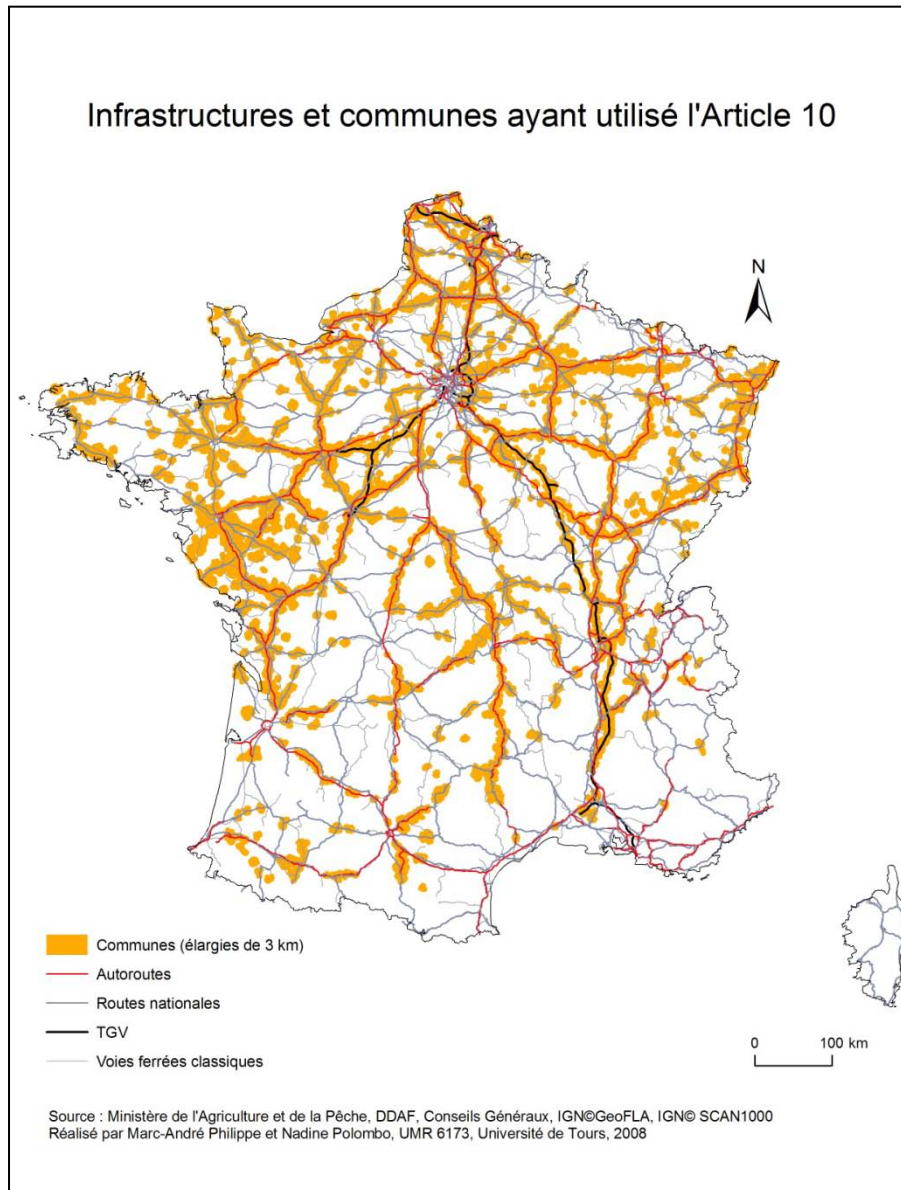 Infrastructures et communes ayant utilisé l'Article 10
N
Communes (élargies de 3 km)
Autoroutes
Routes nationales
TGV
Voies ferrées classiques
0 100 km
Source : Ministère de l'Agriculture et de la Pêche, DDAF, Conseils Généraux, IGN©GeoFLA, IGN© SCAN1000
Réalisé par Marc-André Philippe et Nadine Polombo, UMR 6173, Université de Tours, 2008